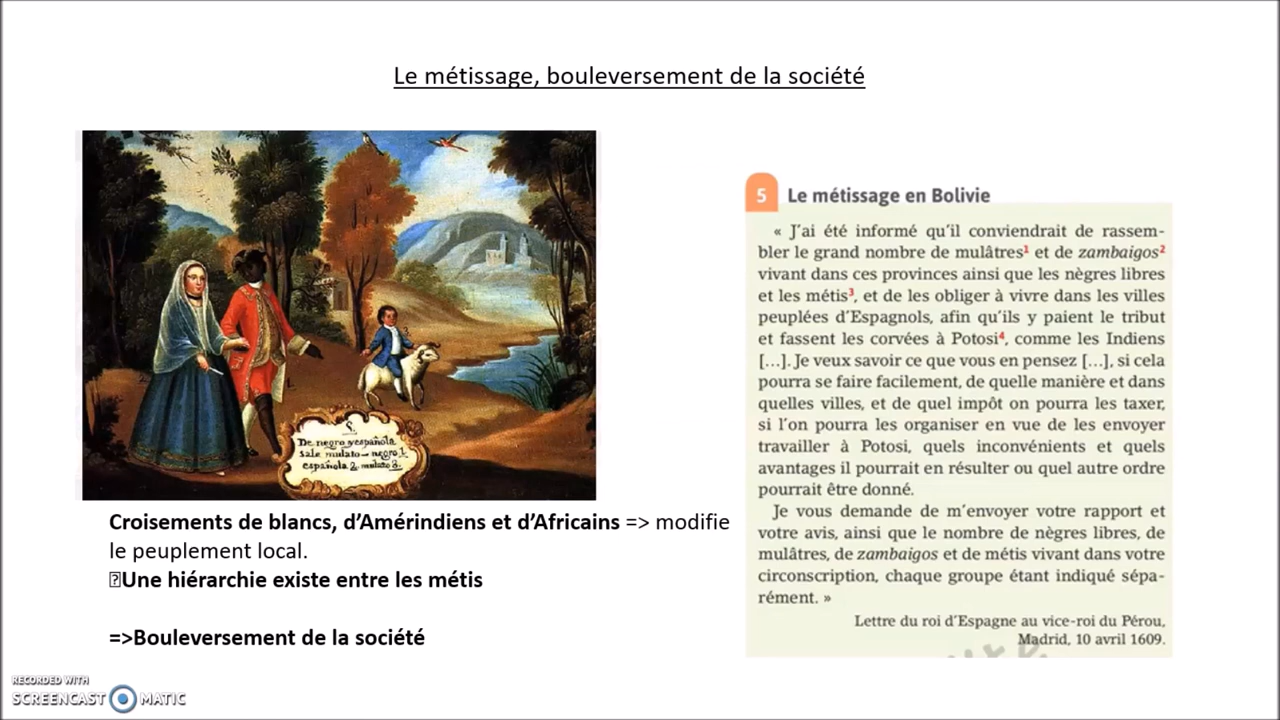 Le métissage, bouleversement de la société
De negro y española
sale mulato negro 1.
española 2. mulato 3.
Croisements de blancs, d'Amérindiens et d'Africains => modifie
le peuplement local.
Une hiérarchie existe entre les métis
=>Bouleversement de la société
5 Le métissage en Bolivie
« J'ai été informé qu'il conviendrait de rassem-
bler le grand nombre de mulâtres¹ et de zambaigos²
vivant dans ces provinces ainsi que les nègres libres
et les métis³, et de les obliger à vivre dans les villes
peuplées d'Espagnols, afin qu'ils y paient le tribut
et fassent les corvées à Potosi⁴, comme les Indiens
[...]. Je veux savoir ce que vous en pensez [...], si cela
pourra se faire facilement, de quelle manière et dans
quelles villes, et de quel impôt on pourra les taxer,
si l'on pourra les organiser en vue de les envoyer
travailler à Potosi, quels inconvénients et quels
avantages il pourrait en résulter ou quel autre ordre
pourrait être donné.
Je vous demande de m'envoyer votre rapport et
votre avis, ainsi que le nombre de nègres libres, de
mulâtres, de zambaigos et de métis vivant dans votre
circonscription, chaque groupe étant indiqué sépa-
rément. »
Lettre du roi d'Espagne au vice-roi du Pérou,
Madrid, 10 avril 1609.
RECORDED WITH
SCREENCAST MATIC